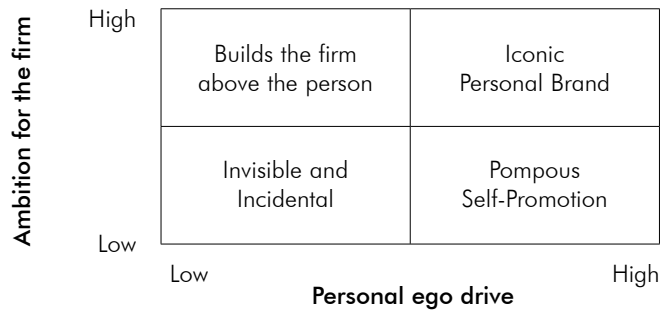 Ambition for the firm
High
Builds the firm
above the person
Iconic
Personal Brand
Invisible and
Incidental
Pompous
Self-Promotion
Low
Low
High
Personal ego drive